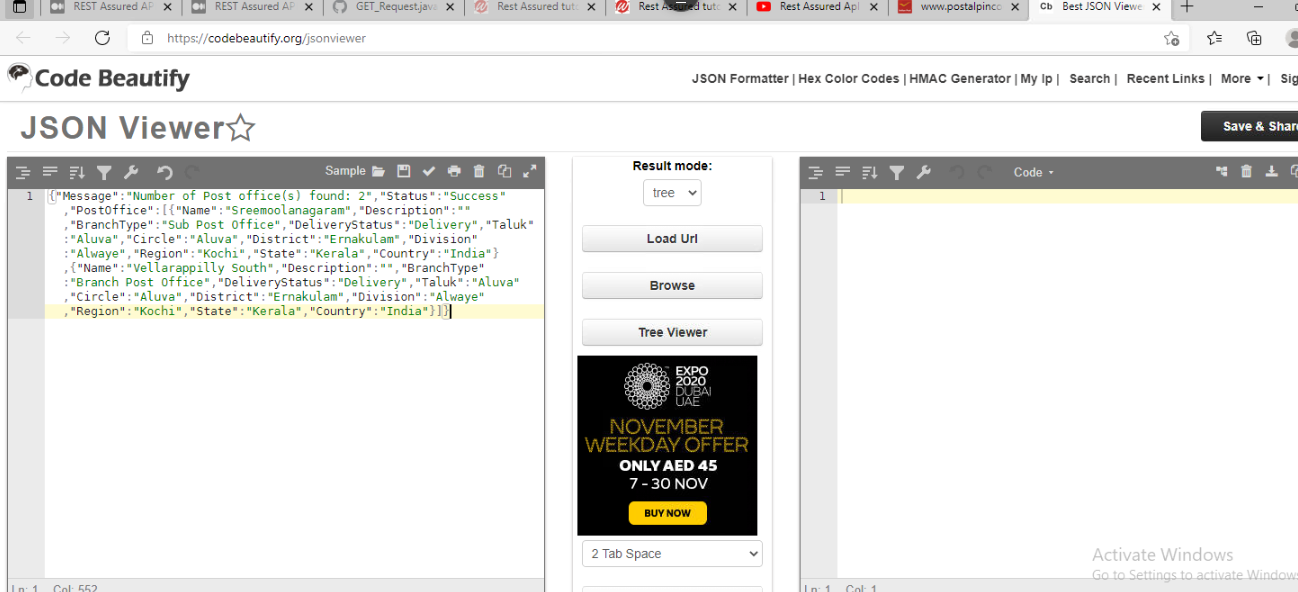 REST Assured AP
REST Assured AP
GET_Request.java
Rest Assured tuto
Rest Assured tuto
Rest Assured ApI
www.postalpinco
Cb Best JSON Viewe
https://codebeautify.org/jsonviewer
Code Beautify
JSON Formatter | Hex Color Codes | HMAC Generator | My Ip | Search | Recent Links | More | Sig
JSON Viewer
Save & Share
Sample
Result mode:
Code
1 {"Message":"Number of Post office(s) found: 2","Status":"Success"
,"PostOffice":[{"Name":"Sreemoolanagaram","Description":""
,"BranchType":"Sub Post Office","DeliveryStatus":"Delivery","Taluk"
:"Aluva","Circle":"Aluva","District":"Ernakulam","Division"
:"Alwaye","Region":"Kochi","State":"Kerala","Country":"India"}
,{"Name":"Vellarappilly South","Description":"","BranchType"
:"Branch Post Office","DeliveryStatus":"Delivery","Taluk":"Aluva"
,"Circle":"Aluva","District":"Ernakulam","Division":"Alwaye"
,"Region":"Kochi","State":"Kerala","Country":"India"}]}
Ln: 1 Col: 552
tree
Load Url
Browse
Tree Viewer
EXPO
2020
DUBAI
UAE
NOVEMBER
WEEKDAY OFFER
ONLY AED 45
7 - 30 NOV
BUY NOW
2 Tab Space
1
Activate Windows
Go to Settings to activate Windows
Ln: 1 Col: 1